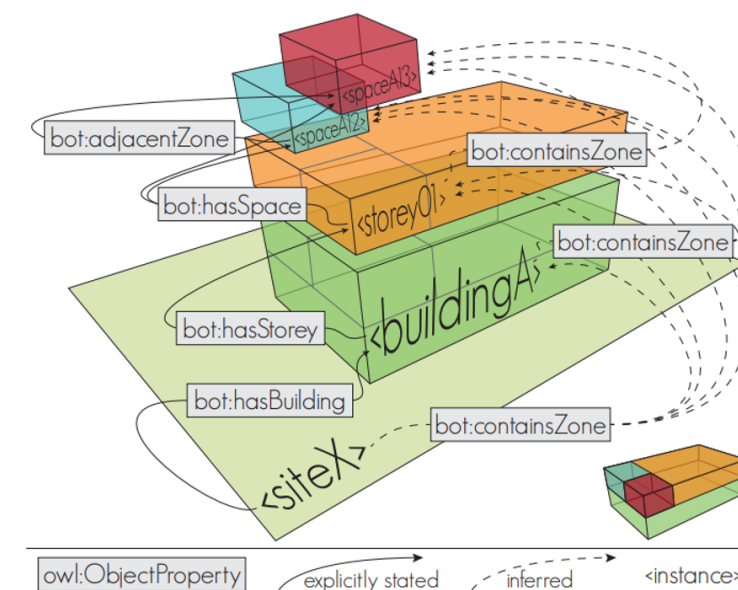 <spaceA13>
<spaceA12>
bot:adjacentZone
bot:containsZone
bot:hasSpace
<storey01>
bot:containsZone
<buildingA>
bot:hasStorey
bot:hasBuilding
bot:containsZone
<siteX>
owl:ObjectProperty
explicitly stated
inferred
<instance>